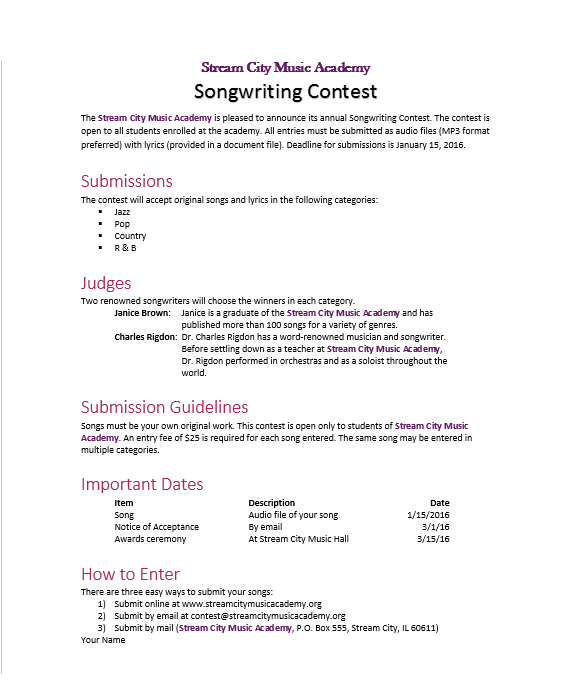 Stream City Music Academy
Songwriting Contest
The Stream City Music Academy is pleased to announce its annual Songwriting Contest. The contest is
open to all students enrolled at the academy. All entries must be submitted as audio files (MP3 format
preferred) with lyrics (provided in a document file). Deadline for submissions is January 15, 2016.
Submissions
The contest will accept original songs and lyrics in the following categories:
▪ Jazz
▪ Pop
▪ Country
▪ R & B
Judges
Two renowned songwriters will choose the winners in each category.
Janice Brown: Janice is a graduate of the Stream City Music Academy and has
published more than 100 songs for a variety of genres.
Charles Rigdon: Dr. Charles Rigdon has a word-renowned musician and songwriter.
Before settling down as a teacher at Stream City Music Academy,
Dr. Rigdon performed in orchestras and as a soloist throughout the
world.
Submission Guidelines
Songs must be your own original work. This contest is open only to students of Stream City Music
Academy. An entry fee of $25 is required for each song entered. The same song may be entered in
multiple categories.
Important Dates
Item Description Date
Song Audio file of your song 1/15/2016
Notice of Acceptance By email 3/1/16
Awards ceremony At Stream City Music Hall 3/15/16
How to Enter
There are three easy ways to submit your songs:
1) Submit online at www.streamcitymusicacademy.org
2) Submit by email at contest@streamcitymusicacademy.org
3) Submit by mail (Stream City Music Academy, P.O. Box 555, Stream City, IL 60611)
Your Name